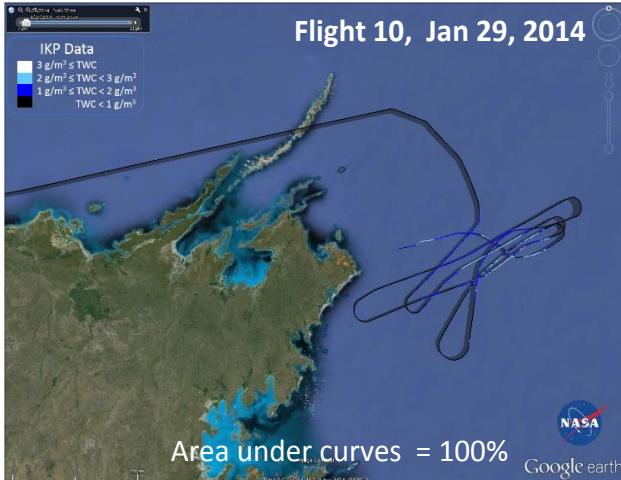 Flight 10, Jan 29, 2014
IKP Data
3 g/m³ ≤ TWC
2 g/m³ ≤ TWC < 3 g/m³
1 g/m³ ≤ TWC < 2 g/m³
TWC < 1 g/m³
NASA
Area under curves = 100%
Google earth